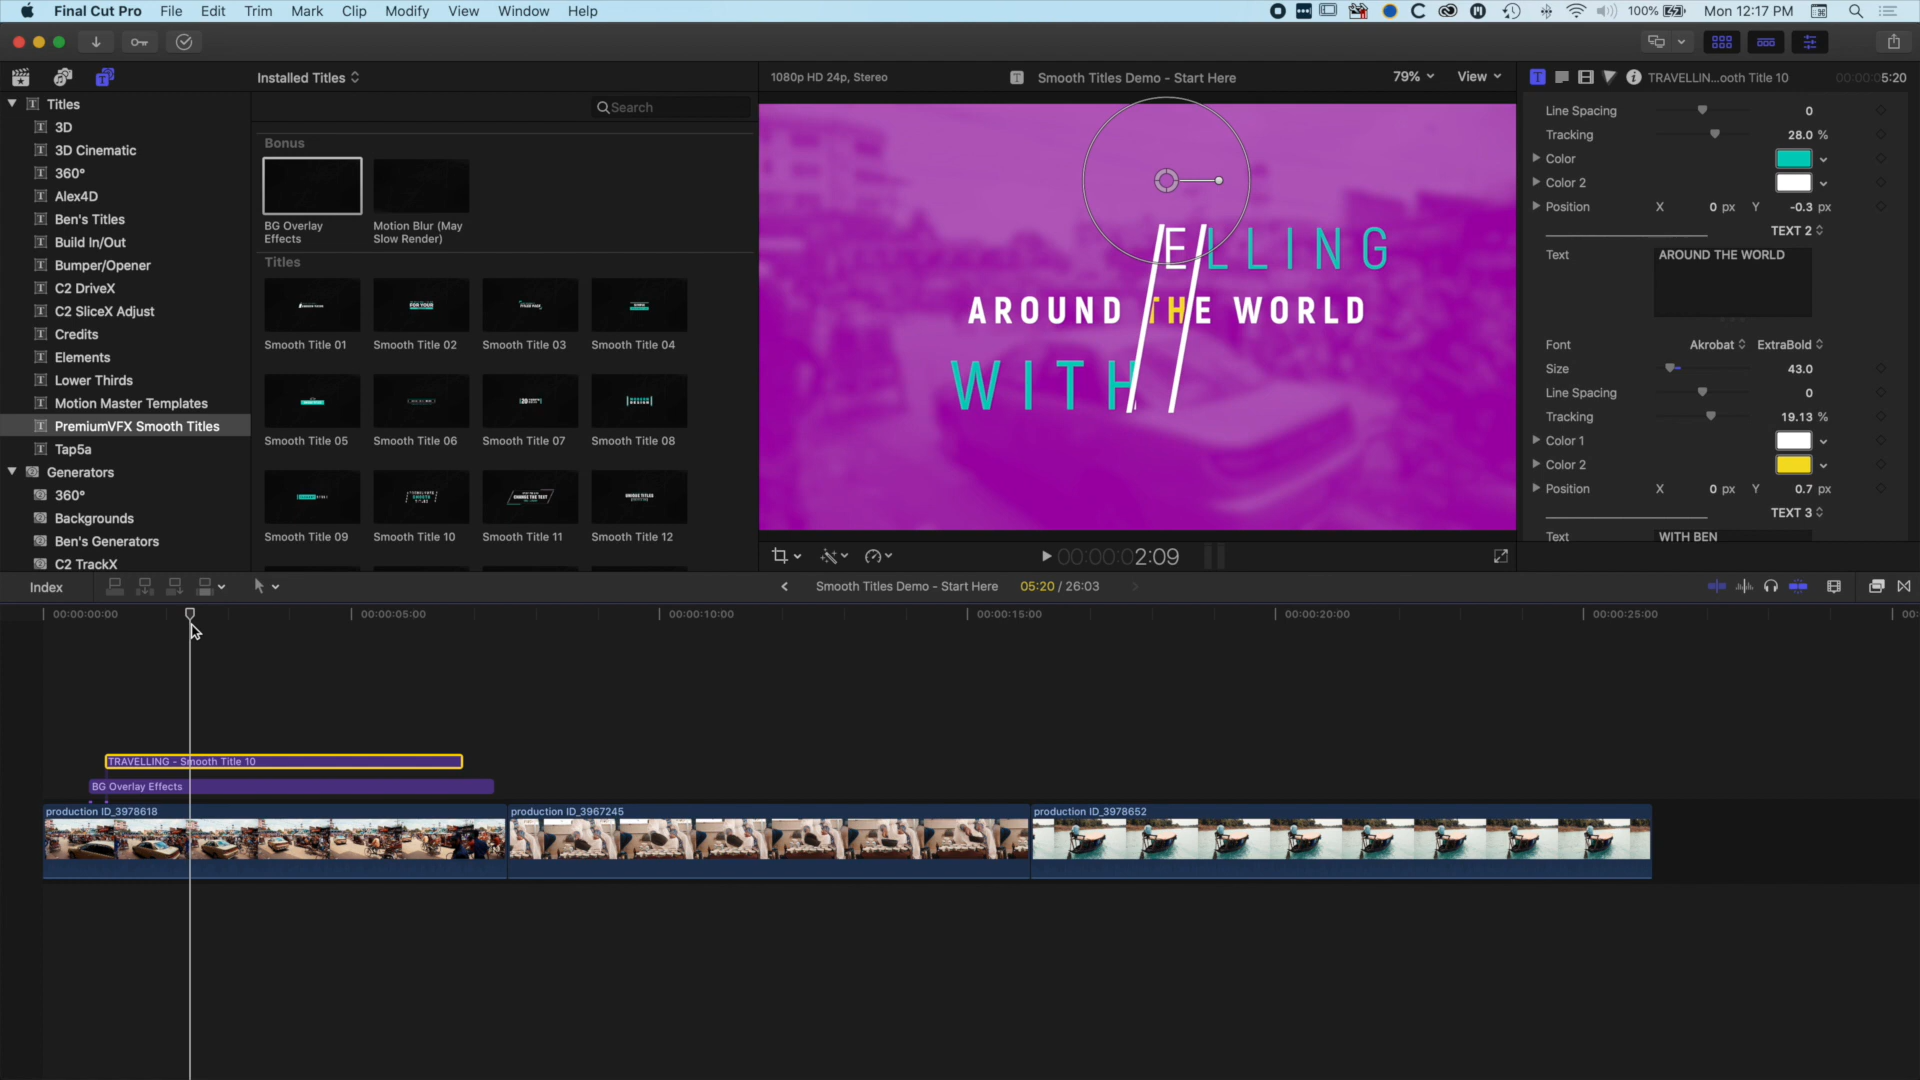 Final Cut Pro File Edit Trim Mark Clip Modify View Window Help 100% Mon 12:17 PM
Installed Titles 1080p HD 24p, Stereo Smooth Titles Demo - Start Here 79% View TRAVELLIN...ooth Title 10 00:00:05:20
Titles
3D
3D Cinematic
360°
Alex4D
Ben's Titles
Build In/Out
Bumper/Opener
C2 DriveX
C2 SliceX Adjust
Credits
Elements
Lower Thirds
Motion Master Templates
PremiumVFX Smooth Titles
Tap5a
Generators
360°
Backgrounds
Ben's Generators
C2 TrackX
Search
Bonus
BG Overlay Effects
Motion Blur (May Slow Render)
Titles
Smooth Title 01 Smooth Title 02 Smooth Title 03 Smooth Title 04
Smooth Title 05 Smooth Title 06 Smooth Title 07 Smooth Title 08
Smooth Title 09 Smooth Title 10 Smooth Title 11 Smooth Title 12
ELLING
AROUND THE WORLD
WITH
00:00:02:09
Line Spacing 0
Tracking 28.0 %
Color
Color 2
Position X 0 px Y -0.3 px
TEXT 2
Text AROUND THE WORLD
Font Akrobat ExtraBold
Size 43.0
Line Spacing 0
Tracking 19.13 %
Color 1
Color 2
Position X 0 px Y 0.7 px
TEXT 3
Text WITH BEN
Index Smooth Titles Demo - Start Here 05:20 / 26:03
00:00:00:00 00:00:05:00 00:00:10:00 00:00:15:00 00:00:20:00 00:00:25:00 00:
TRAVELLING - Smooth Title 10
BG Overlay Effects
production ID_3978618 production ID_3967245 production ID_3978652